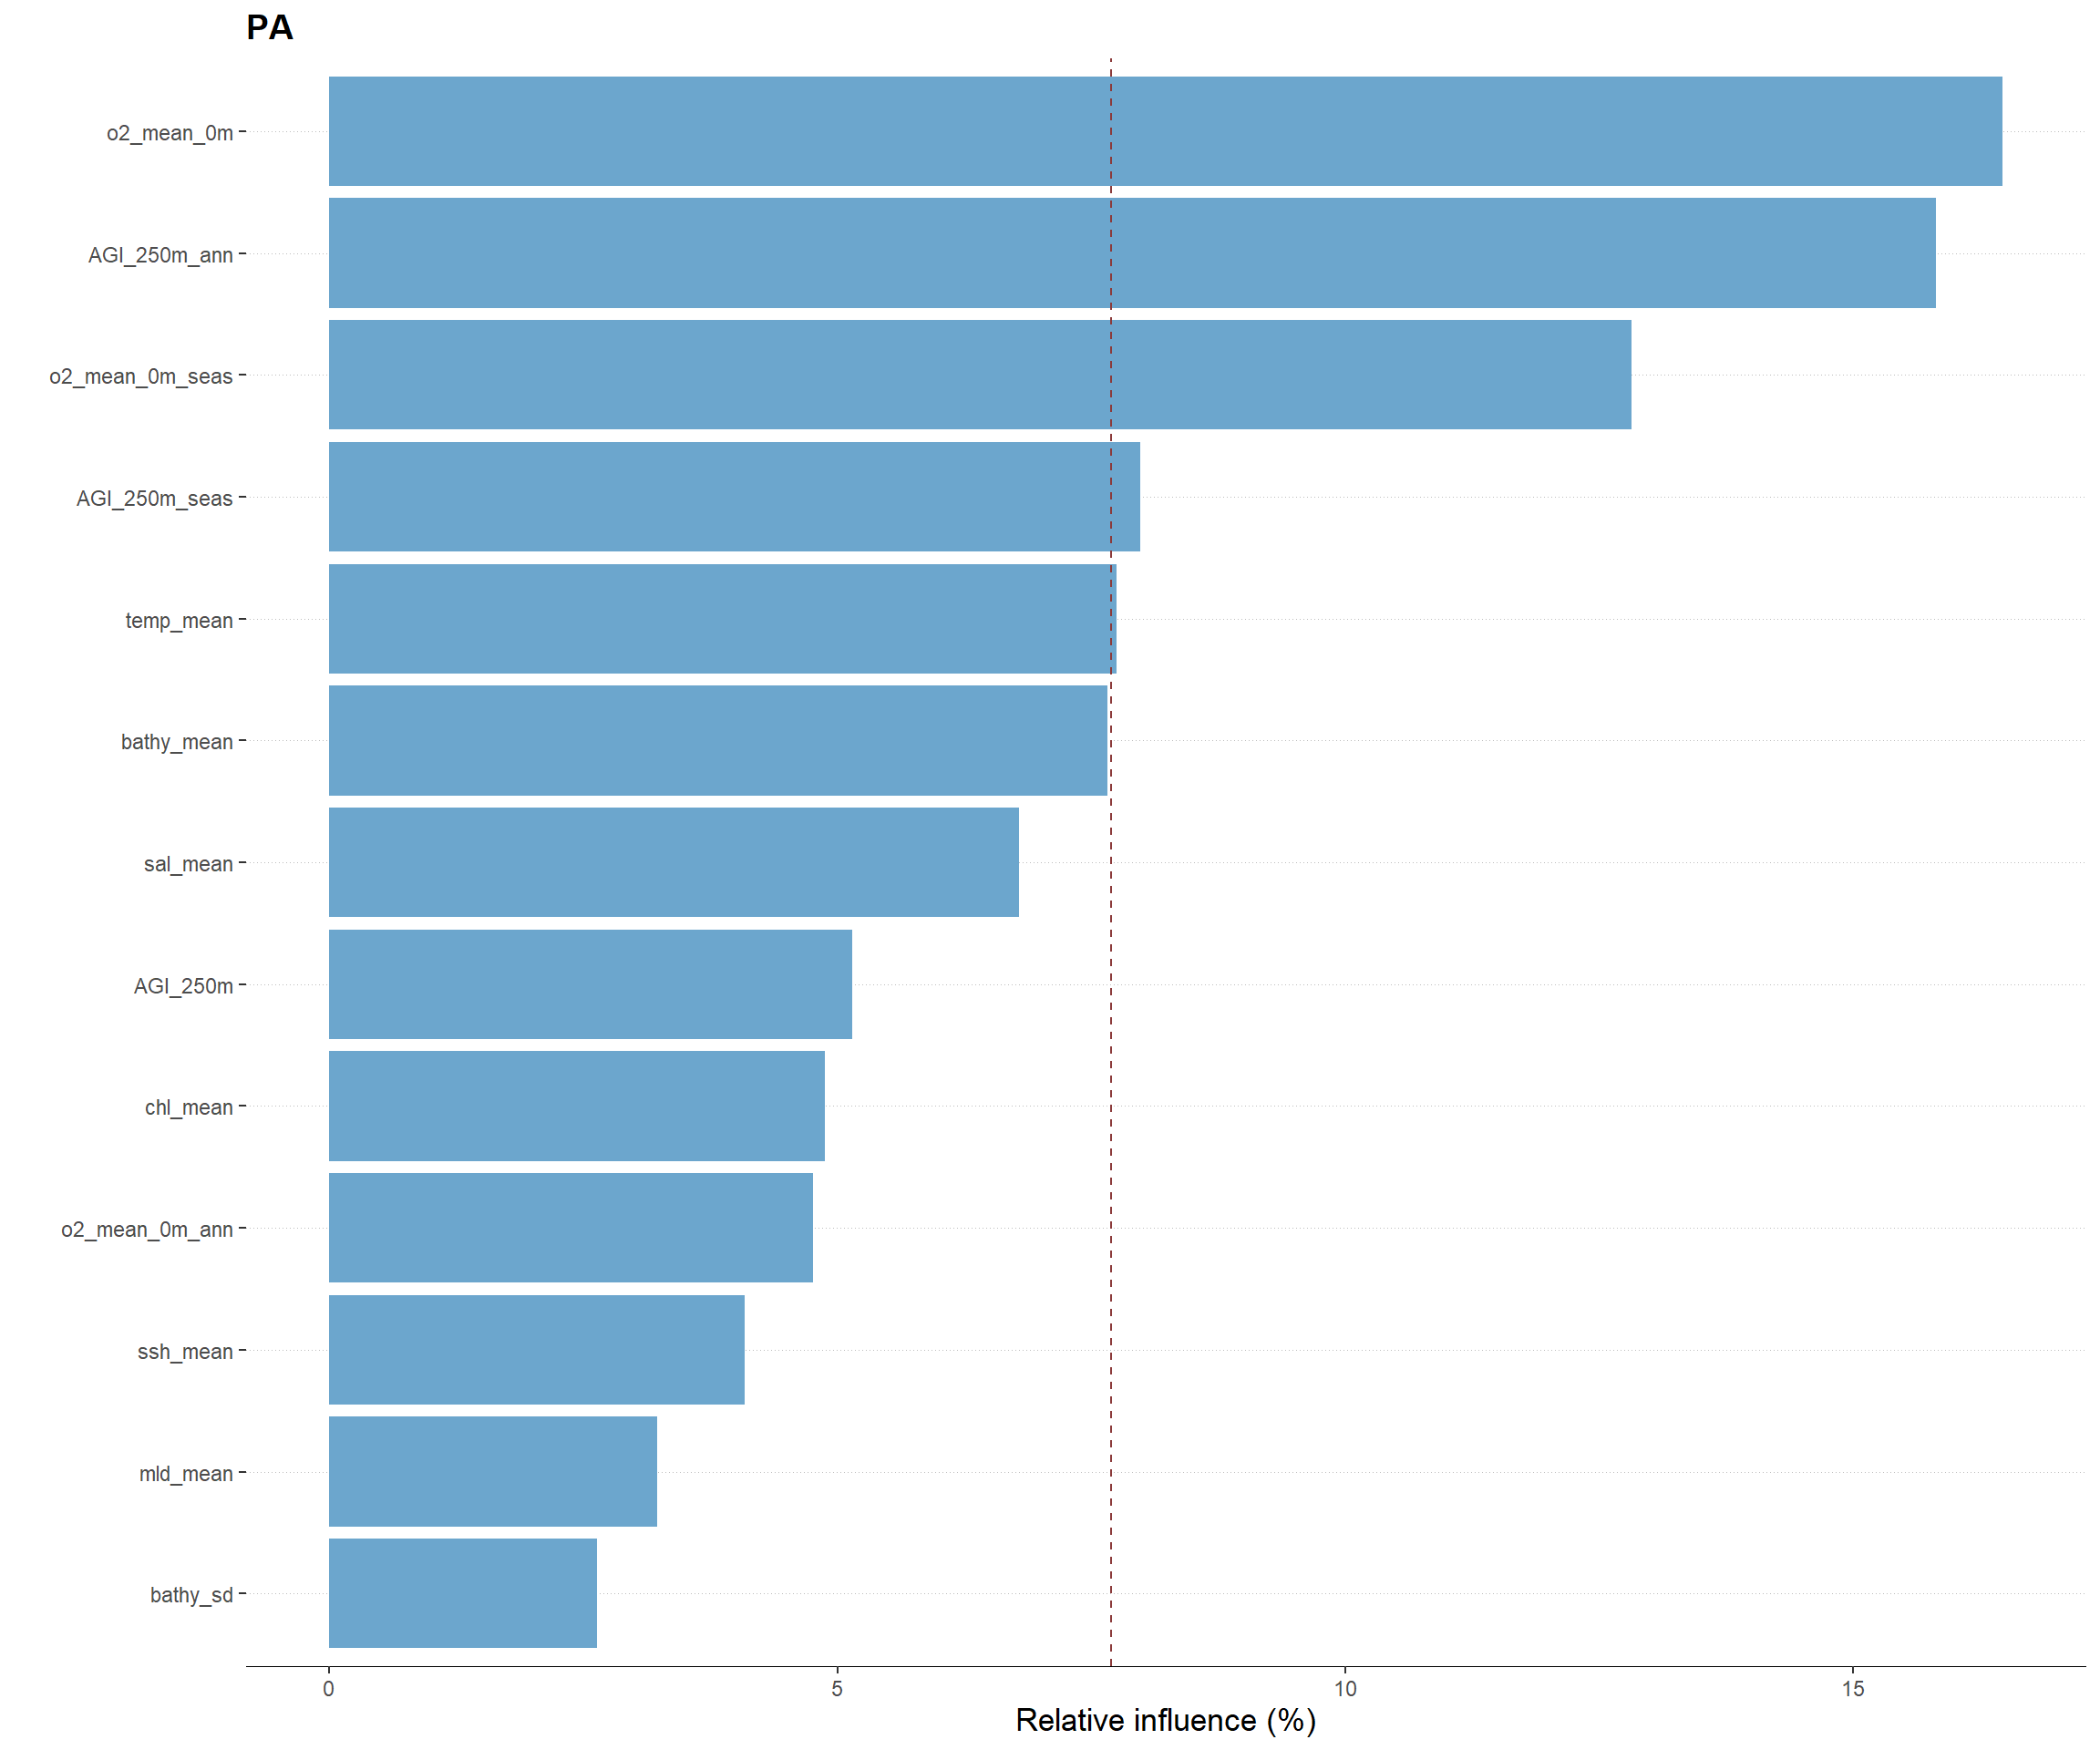 PA
o2_mean_0m
AGI_250m_ann
o2_mean_0m_seas
AGI_250m_seas
temp_mean
bathy_mean
sal_mean
AGI_250m
chl_mean
o2_mean_0m_ann
ssh_mean
mld_mean
bathy_sd
0 5 10 15
Relative influence (%)